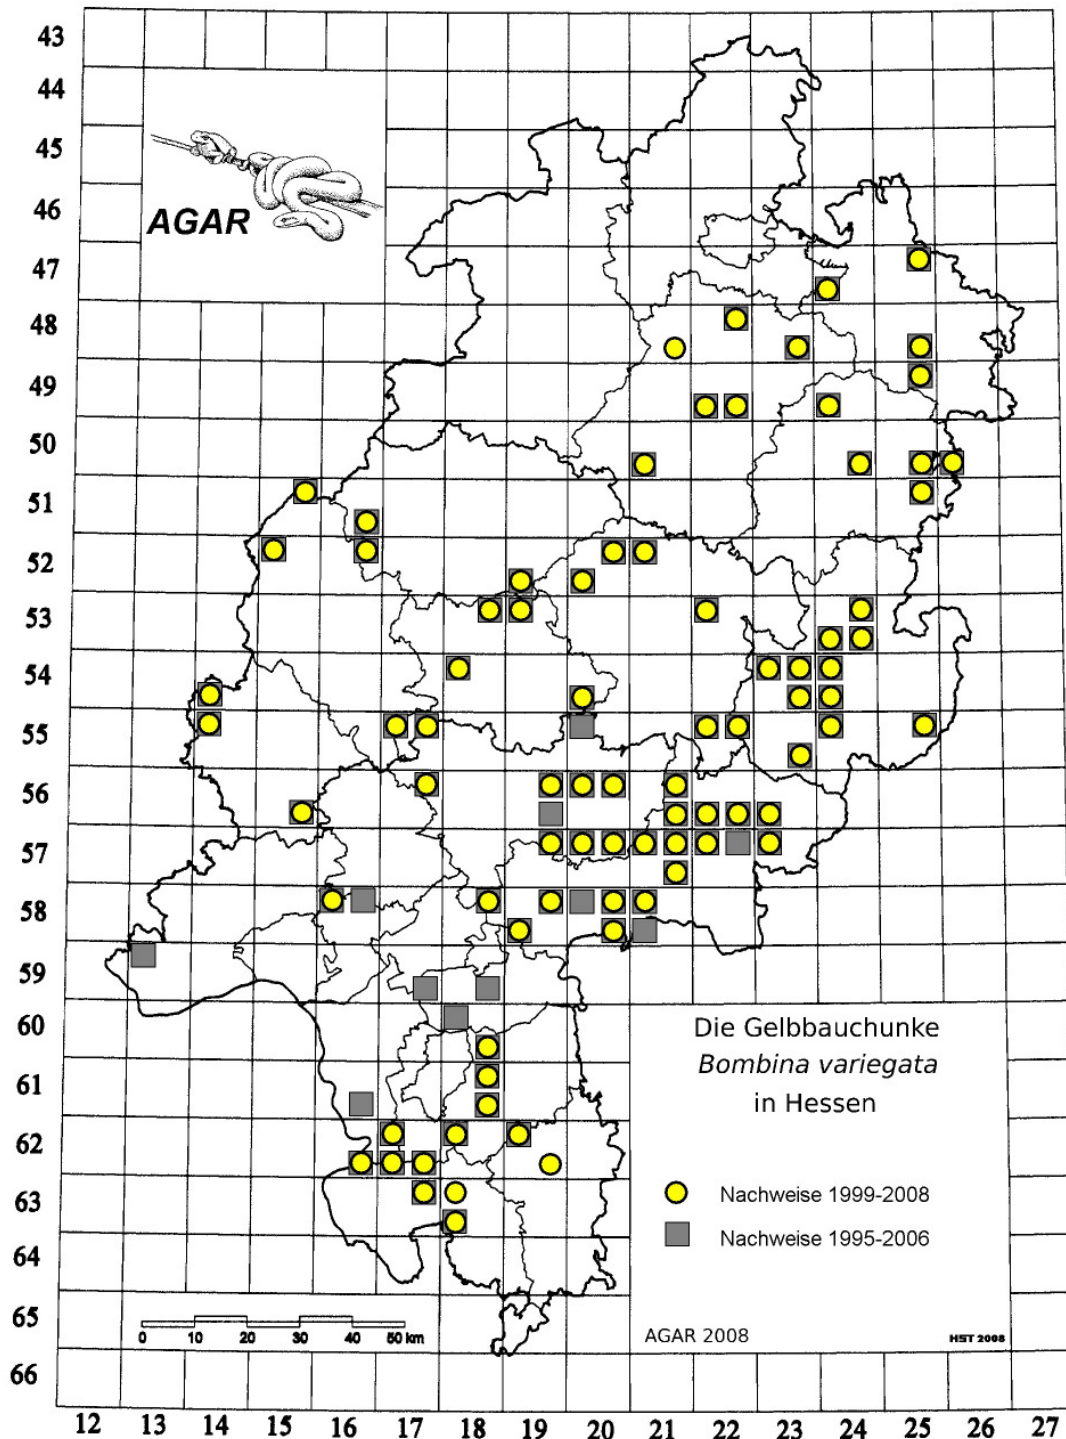 43
44
45
46
47
48
49
50
51
52
53
54
55
56
57
58
59
60
61
62
63
64
65
66
AGAR
Die Gelbbauchunke
Bombina variegata
in Hessen
Nachweise 1999-2008
Nachweise 1995-2006
0 10 20 30 40 50 km
AGAR 2008
HST 2008
12 13 14 15 16 17 18 19 20 21 22 23 24 25 26 27